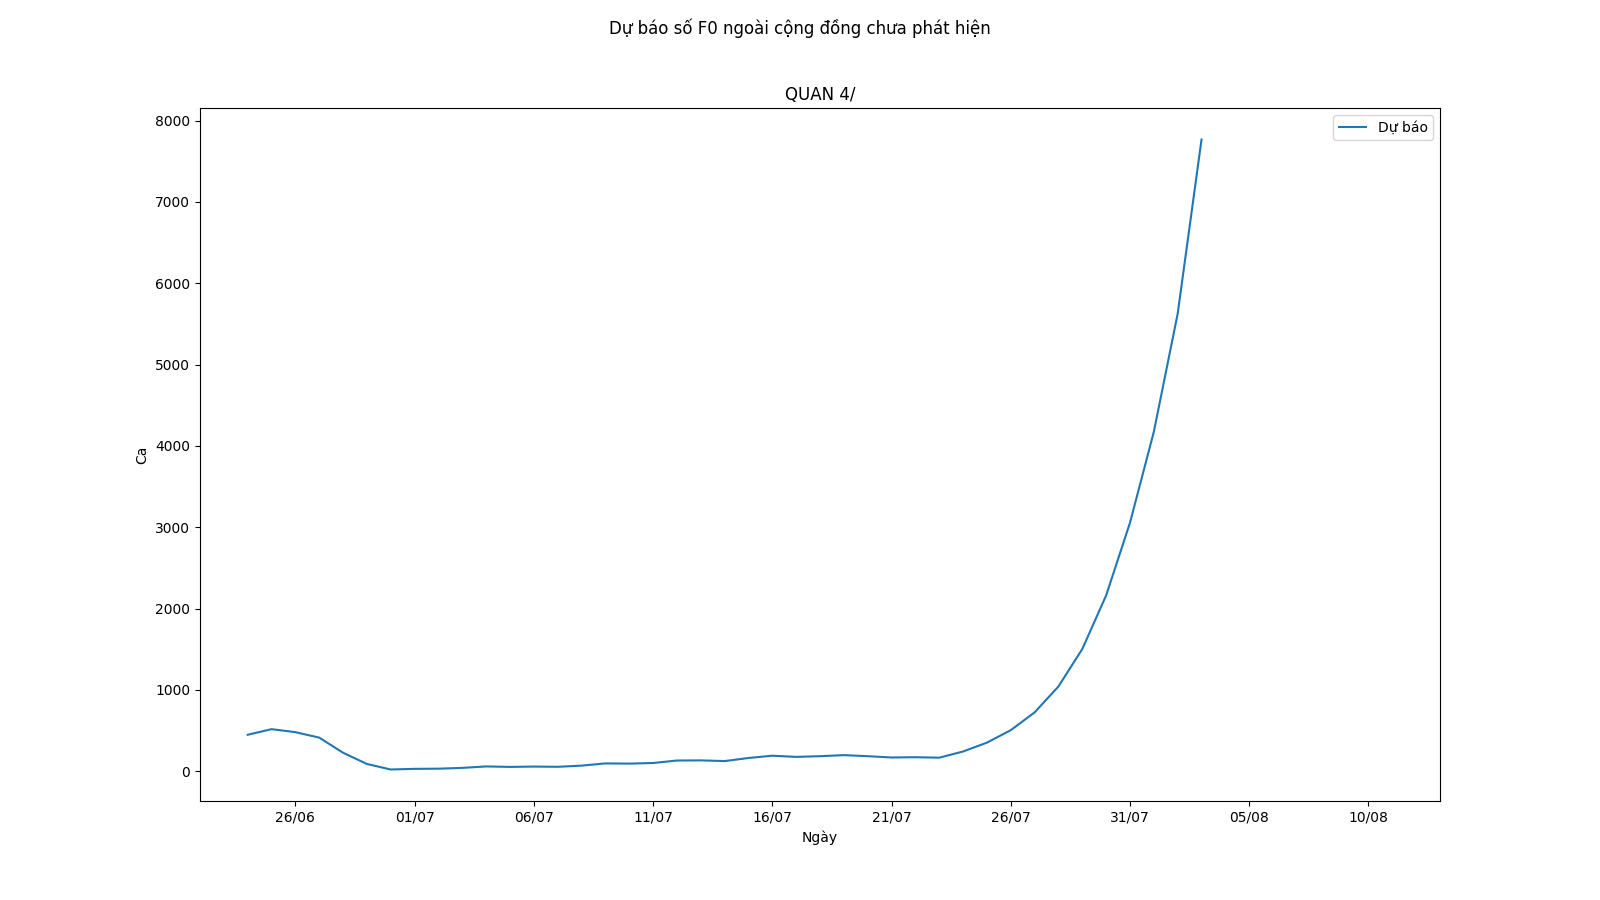 Dự báo số F0 ngoài cộng đồng chưa phát hiện
QUAN 4/
Dự báo
8000
7000
6000
5000
4000
3000
2000
1000
0
Ca
26/06 01/07 06/07 11/07 16/07 21/07 26/07 31/07 05/08 10/08
Ngày